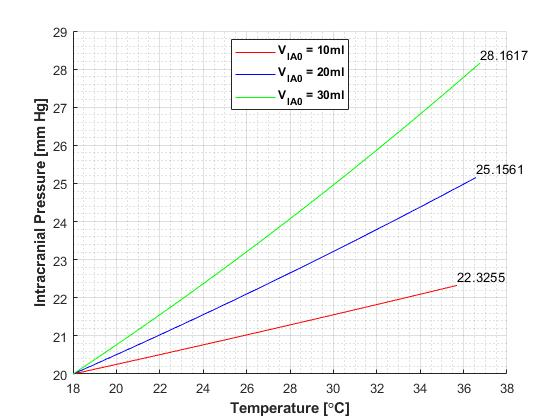 29
28
27
26
25
24
23
22
21
20
Intracranial Pressure [mm Hg]
V_IA0 = 10ml
V_IA0 = 20ml
V_IA0 = 30ml
28.1617
25.1561
22.3255
18 20 22 24 26 28 30 32 34 36 38
Temperature [°C]